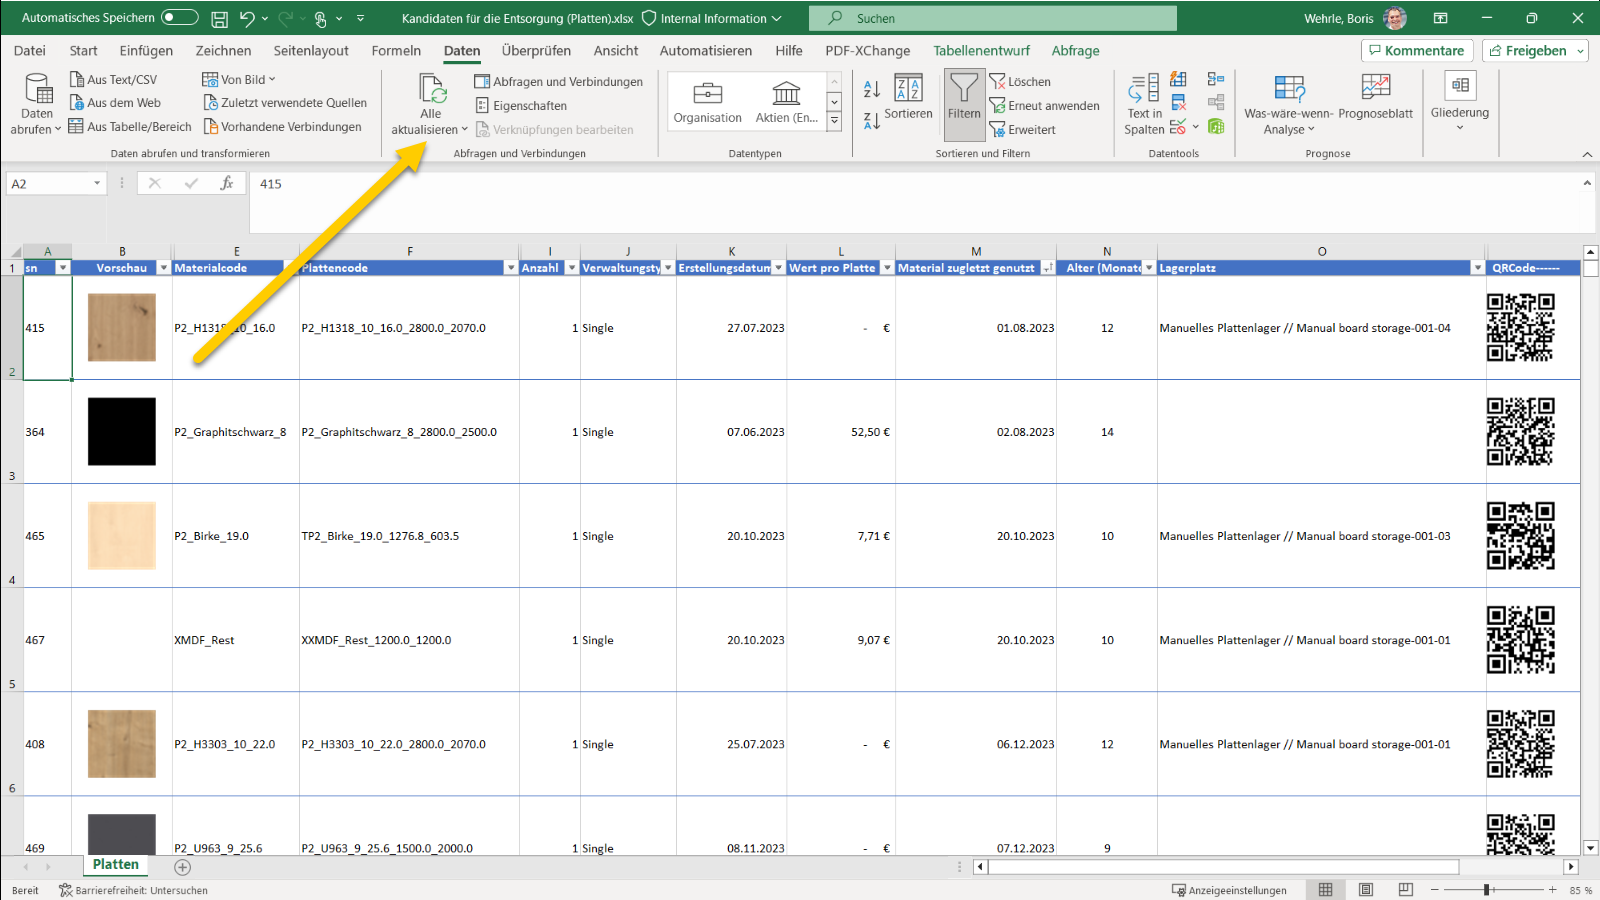 Automatisches Speichern
Kandidaten für die Entsorgung (Platten).xlsx
Internal Information
Suchen
Wehrle, Boris
Datei Start Einfügen Zeichnen Seitenlayout Formeln Daten Überprüfen Ansicht Automatisieren Hilfe PDF-XChange Tabellenentwurf Abfrage
Kommentare Freigeben
Daten abrufen
Aus Text/CSV
Aus dem Web
Aus Tabelle/Bereich
Von Bild
Zuletzt verwendete Quellen
Vorhandene Verbindungen
Daten abrufen und transformieren
Alle aktualisieren
Abfragen und Verbindungen
Eigenschaften
Verknüpfungen bearbeiten
Abfragen und Verbindungen
Organisation
Aktien (En...
Datentypen
Sortieren
Filtern
Löschen
Erneut anwenden
Erweitert
Sortieren und Filtern
Text in Spalten
Datentools
Was-wäre-wenn-Analyse
Prognoseblatt
Prognose
Gliederung
A2
fx
415
A B E F I J K L M N O
1 sn Vorschau Materialcode Plattencode Anzahl Verwaltungsty Erstellungsdatum Wert pro Platte Material zugletzt genutzt Alter (Monate Lagerplatz QRCode------
2 415 P2_H1318_10_16.0 P2_H1318_10_16.0_2800.0_2070.0 1 Single 27.07.2023 - € 01.08.2023 12 Manuelles Plattenlager // Manual board storage-001-04
3 364 P2_Graphitschwarz_8 P2_Graphitschwarz_8_2800.0_2500.0 1 Single 07.06.2023 52,50 € 02.08.2023 14
4 465 P2_Birke_19.0 TP2_Birke_19.0_1276.8_603.5 1 Single 20.10.2023 7,71 € 20.10.2023 10 Manuelles Plattenlager // Manual board storage-001-03
5 467 XMDF_Rest XXMDF_Rest_1200.0_1200.0 1 Single 20.10.2023 9,07 € 20.10.2023 10 Manuelles Plattenlager // Manual board storage-001-01
6 408 P2_H3303_10_22.0 P2_H3303_10_22.0_2800.0_2070.0 1 Single 25.07.2023 - € 06.12.2023 12 Manuelles Plattenlager // Manual board storage-001-01
469 P2_U963_9_25.6 P2_U963_9_25.6_1500.0_2000.0 1 Single 08.11.2023 - € 07.12.2023 9
Platten
Bereit
Barrierefreiheit: Untersuchen
Anzeigeeinstellungen
85 %